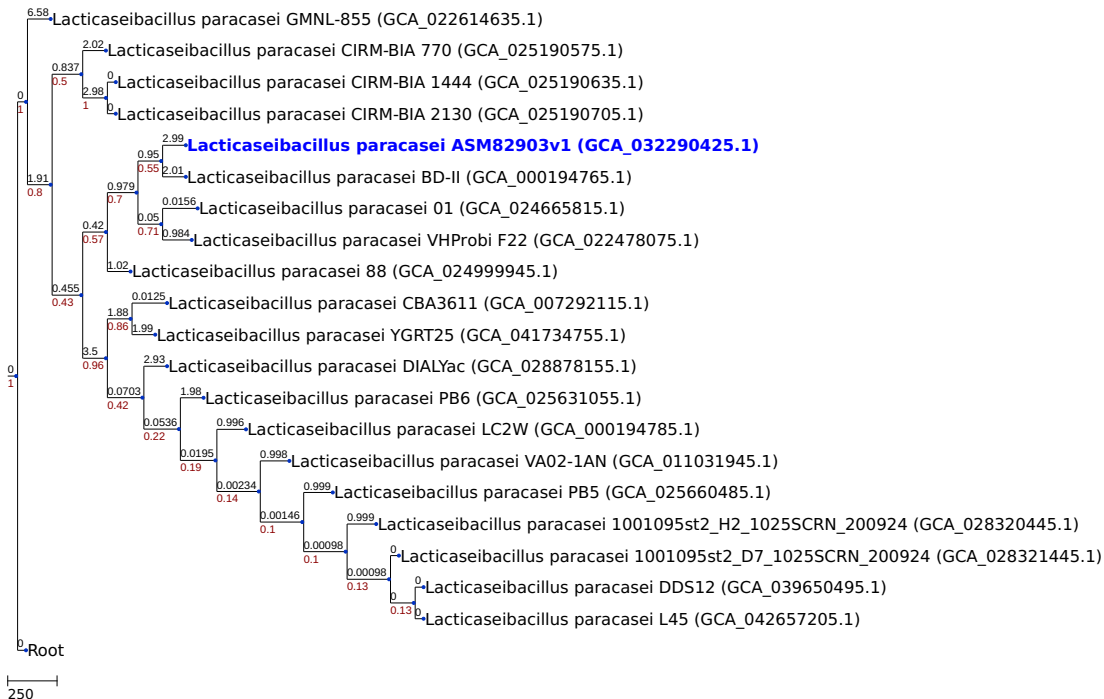 6.58 Lacticaseibacillus paracasei GMNL-855 (GCA_022614635.1)
2.02 Lacticaseibacillus paracasei CIRM-BIA 770 (GCA_025190575.1)
0.837
0.5
0 Lacticaseibacillus paracasei CIRM-BIA 1444 (GCA_025190635.1)
2.98
1
0
1
0 Lacticaseibacillus paracasei CIRM-BIA 2130 (GCA_025190705.1)
2.99 Lacticaseibacillus paracasei ASM82903v1 (GCA_032290425.1)
0.95
0.55
2.01 Lacticaseibacillus paracasei BD-II (GCA_000194765.1)
1.91
0.8
0.979
0.7
0.0156 Lacticaseibacillus paracasei 01 (GCA_024665815.1)
0.05
0.71
0.984 Lacticaseibacillus paracasei VHProbi F22 (GCA_022478075.1)
0.42
0.57
1.02 Lacticaseibacillus paracasei 88 (GCA_024999945.1)
0.455
0.43
0.0125 Lacticaseibacillus paracasei CBA3611 (GCA_007292115.1)
1.88
0.86
1.99 Lacticaseibacillus paracasei YGRT25 (GCA_041734755.1)
3.5
0.96
2.93 Lacticaseibacillus paracasei DIALYac (GCA_028878155.1)
0
1
0.0703
0.42
1.98 Lacticaseibacillus paracasei PB6 (GCA_025631055.1)
0.0536
0.22
0.996 Lacticaseibacillus paracasei LC2W (GCA_000194785.1)
0.0195
0.19
0.998 Lacticaseibacillus paracasei VA02-1AN (GCA_011031945.1)
0.00234
0.14
0.999 Lacticaseibacillus paracasei PB5 (GCA_025660485.1)
0.00146
0.1
0.999 Lacticaseibacillus paracasei 1001095st2_H2_1025SCRN_200924 (GCA_028320445.1)
0.00098
0.1
0 Lacticaseibacillus paracasei 1001095st2_D7_1025SCRN_200924 (GCA_028321445.1)
0.00098
0.13
0 Lacticaseibacillus paracasei DDS12 (GCA_039650495.1)
0
0.13
0 Lacticaseibacillus paracasei L45 (GCA_042657205.1)
0 Root
250